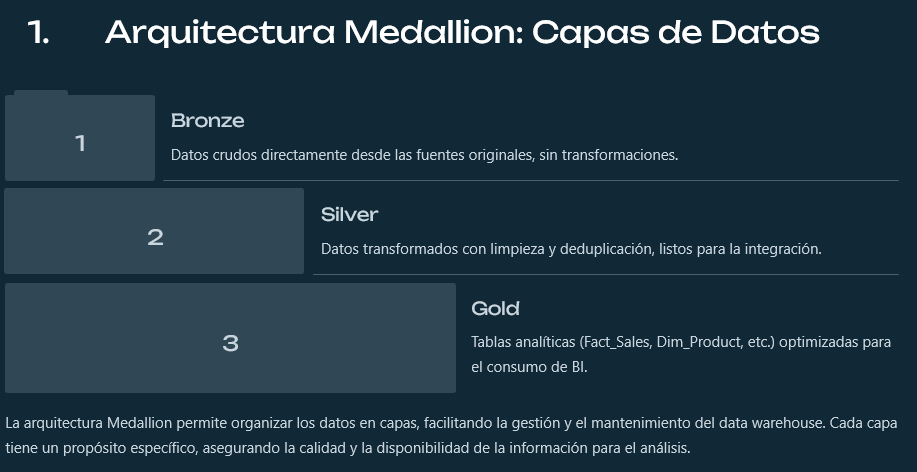 1. Arquitectura Medallion: Capas de Datos
1
Bronze
Datos crudos directamente desde las fuentes originales, sin transformaciones.
2
Silver
Datos transformados con limpieza y deduplicación, listos para la integración.
3
Gold
Tablas analíticas (Fact_Sales, Dim_Product, etc.) optimizadas para
el consumo de BI.
La arquitectura Medallion permite organizar los datos en capas, facilitando la gestión y el mantenimiento del data warehouse. Cada capa
tiene un propósito específico, asegurando la calidad y la disponibilidad de la información para el análisis.